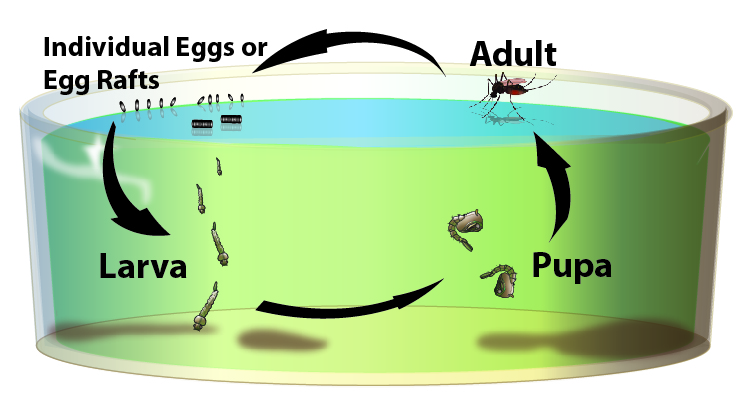 Individual Eggs or
Egg Rafts
Adult
Larva
Pupa